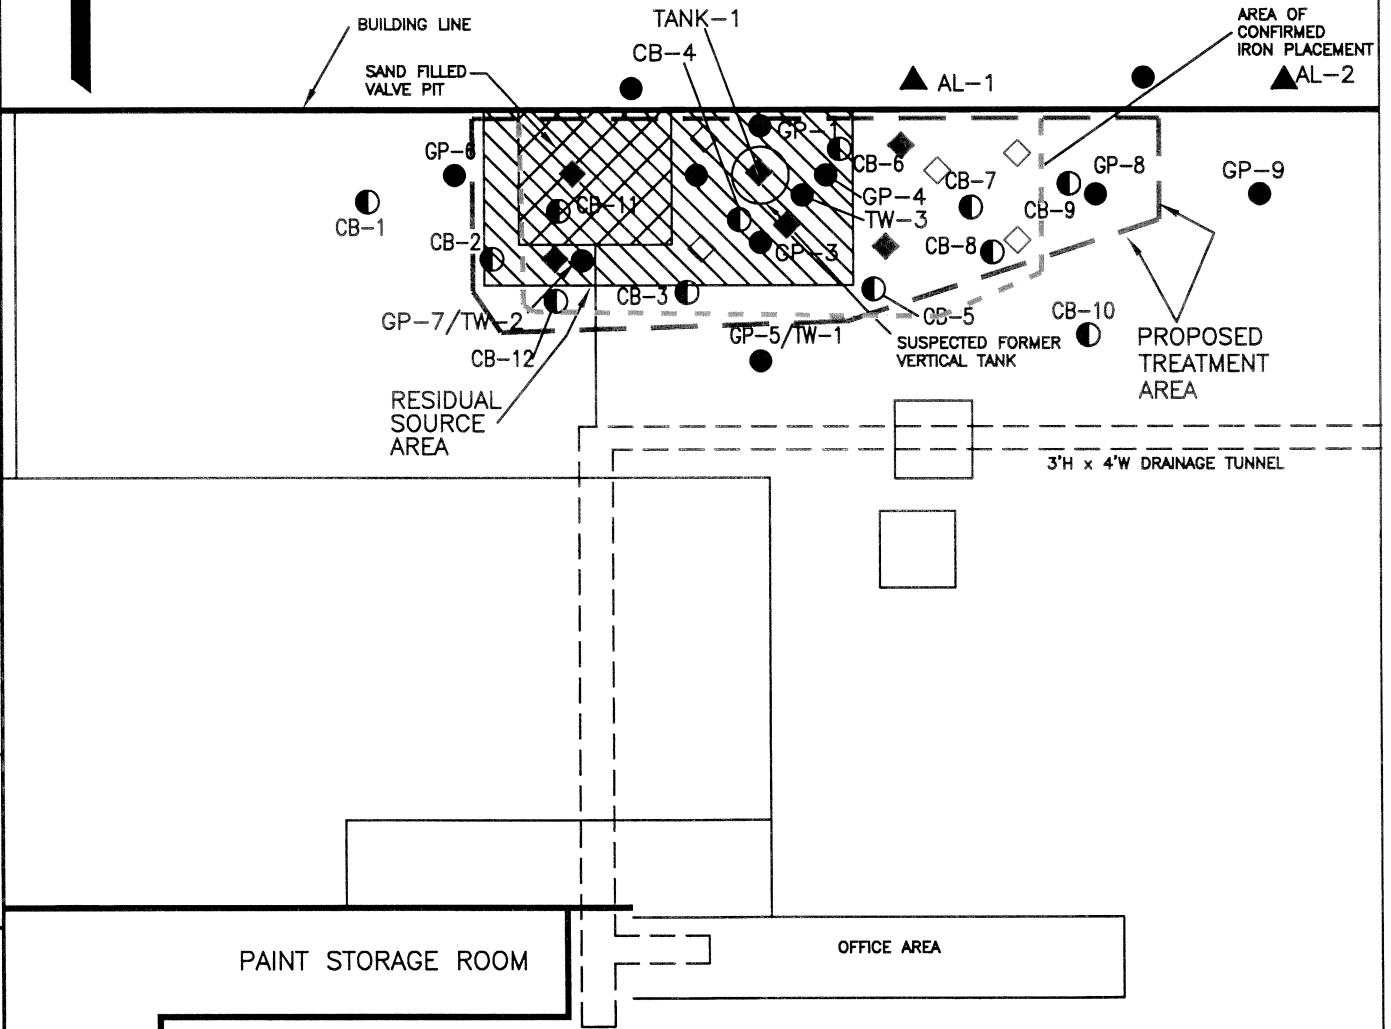 TANK-1
AREA OF
CONFIRMED
IRON PLACEMENT
BUILDING LINE
CB-4
SAND FILLED
VALVE PIT
AL-1
AL-2
GP-1
GP-6
CB-6
GP-8
GP-9
CB-7
GP-4
CB-11
CB-9
TW-3
CB-1
CB-2
CB-8
GP-3
CB-3
CB-10
GP-7/TW-2
CB-5
GP-5/TW-1
SUSPECTED FORMER
VERTICAL TANK
PROPOSED
TREATMENT
AREA
CB-12
RESIDUAL
SOURCE
AREA
3'H x 4'W DRAINAGE TUNNEL
PAINT STORAGE ROOM
OFFICE AREA